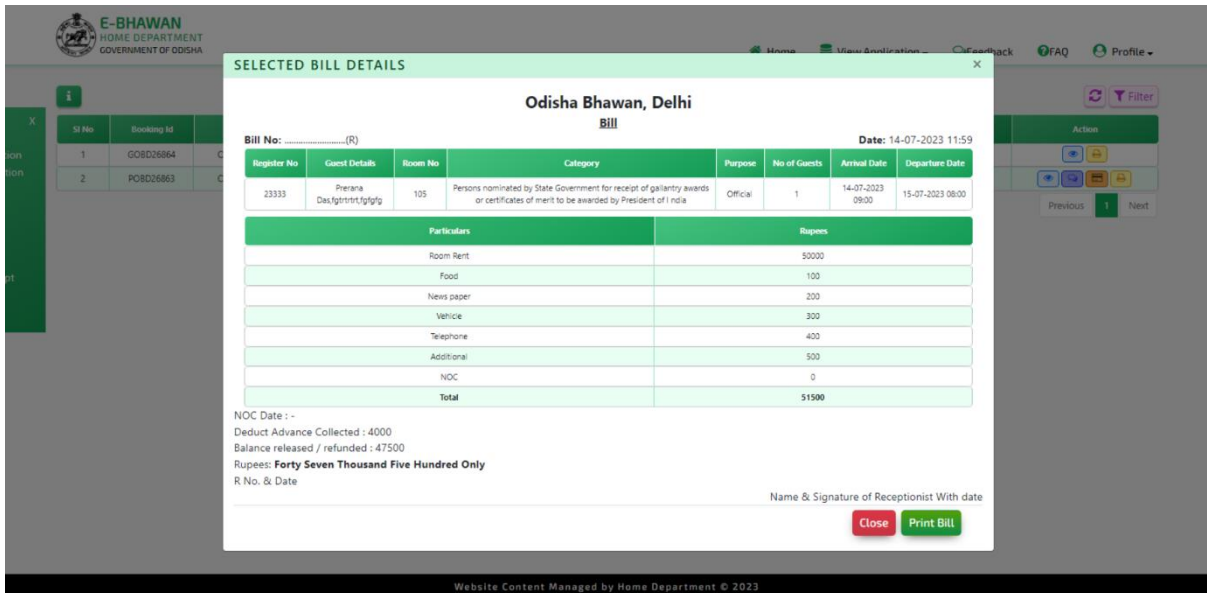 E-BHAWAN
HOME DEPARTMENT
GOVERNMENT OF ODISHA
Home View Application Feedback FAQ Profile
SELECTED BILL DETAILS ×
i
Filter
Odisha Bhawan, Delhi
Bill
Bill No: ........................(R) Date: 14-07-2023 11:59
Register No Guest Details Room No Category Purpose No of Guests Arrival Date Departure Date
23333 Prerana Das,fgtrtrtrt,fgfgfg 105 Persons nominated by State Government for receipt of gallantry awards or certificates of merit to be awarded by President of I ndia Official 1 14-07-2023 09:00 15-07-2023 08:00
Particulars Rupees
Room Rent 50000
Food 100
News paper 200
Vehicle 300
Telephone 400
Additional 500
NOC 0
Total 51500
NOC Date : -
Deduct Advance Collected : 4000
Balance released / refunded : 47500
Rupees: Forty Seven Thousand Five Hundred Only
R No. & Date
Name & Signature of Receptionist With date
Close Print Bill
X
tion
tion
pt
Sl No Booking Id Action
1 GOBD26864 C
2 POBD26863 C
Previous 1 Next
Website Content Managed by Home Department © 2023